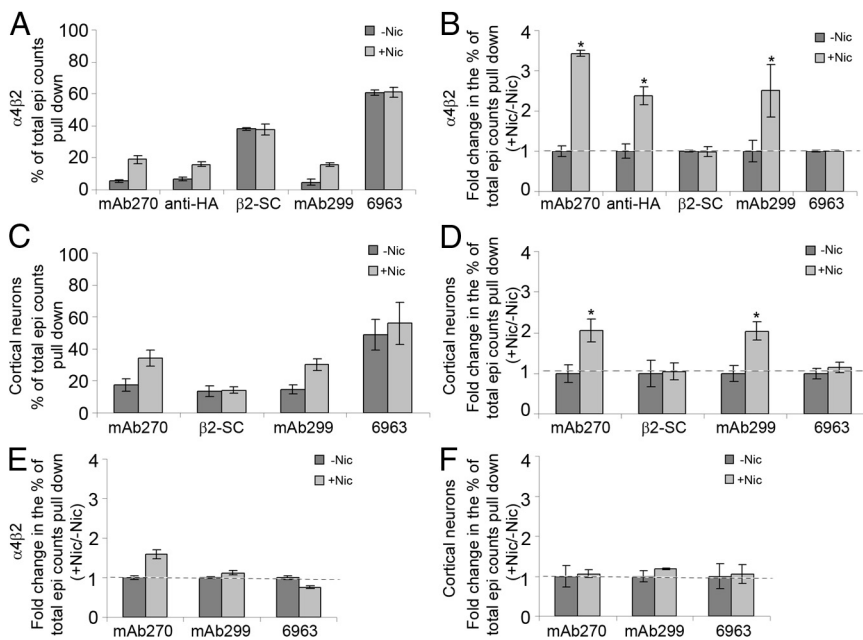 A
α4β2
% of total epi counts
pull down
100
80
60
40
20
0
-Nic
+Nic
mAb270 anti-HA β2-SC mAb299 6963
B
α4β2
Fold change in the % of
total epi counts pull down
(+Nic/-Nic)
4
3
2
1
0
-Nic
+Nic
* * *
mAb270 anti-HA β2-SC mAb299 6963
C
Cortical neurons
% of total epi counts
pull down
100
80
60
40
20
0
-Nic
+Nic
mAb270 β2-SC mAb299 6963
D
Cortical neurons
Fold change in the % of
total epi counts pull down
(+Nic/-Nic)
4
3
2
1
0
-Nic
+Nic
* *
mAb270 β2-SC mAb299 6963
E
α4β2
Fold change in the % of
total epi counts pull down
(+Nic/-Nic)
4
3
2
1
0
-Nic
+Nic
mAb270 mAb299 6963
F
Cortical neurons
Fold change in the % of
total epi counts pull down
(+Nic/-Nic)
4
3
2
1
0
-Nic
+Nic
mAb270 mAb299 6963